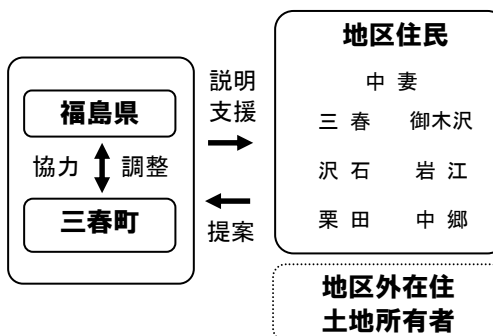 福島県
協力 調整
三春町
説明
支援
提案
地区住民
中 妻
三 春 御木沢
沢 石 岩 江
栗 田 中 郷
地区外在住
土地所有者